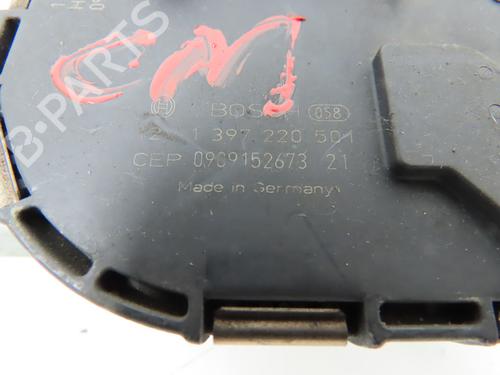 B-PARTS
BOSCH 058
1 397 220 501
CEP 0909152673 21
Made in Germany